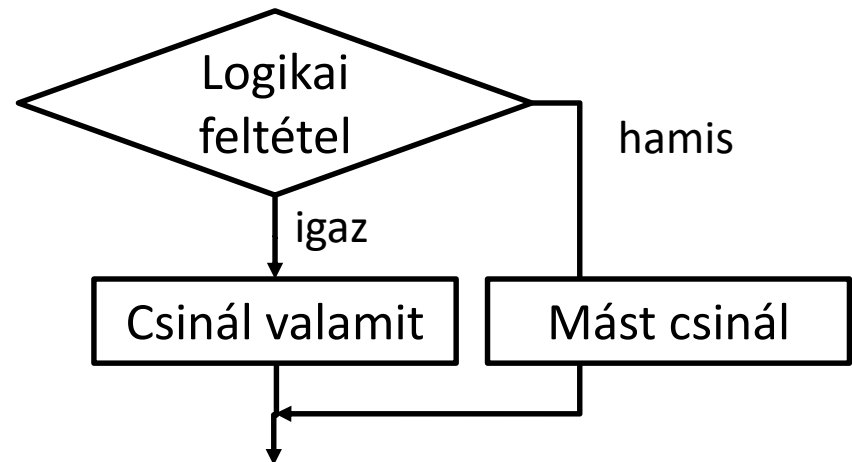 Logikai
feltétel
hamis
igaz
Csinál valamit
Mást csinál